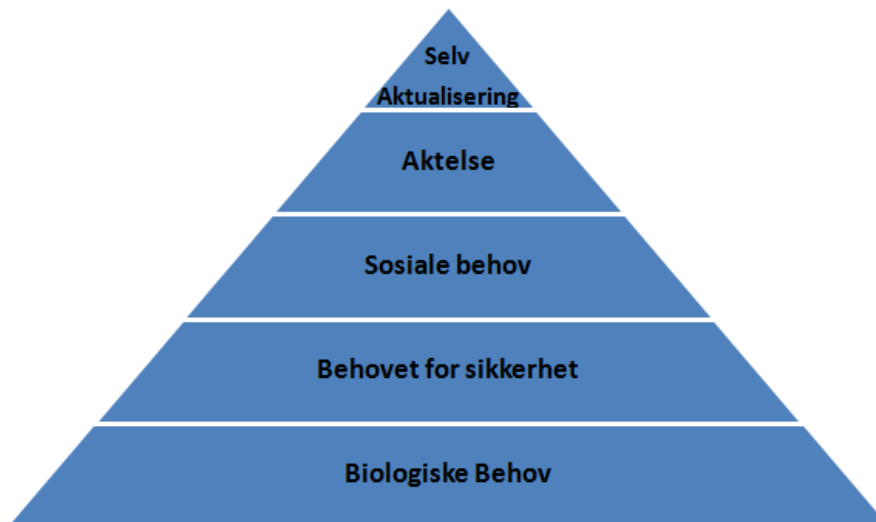 Selv
Aktualisering
Aktelse
Sosiale behov
Behovet for sikkerhet
Biologiske Behov